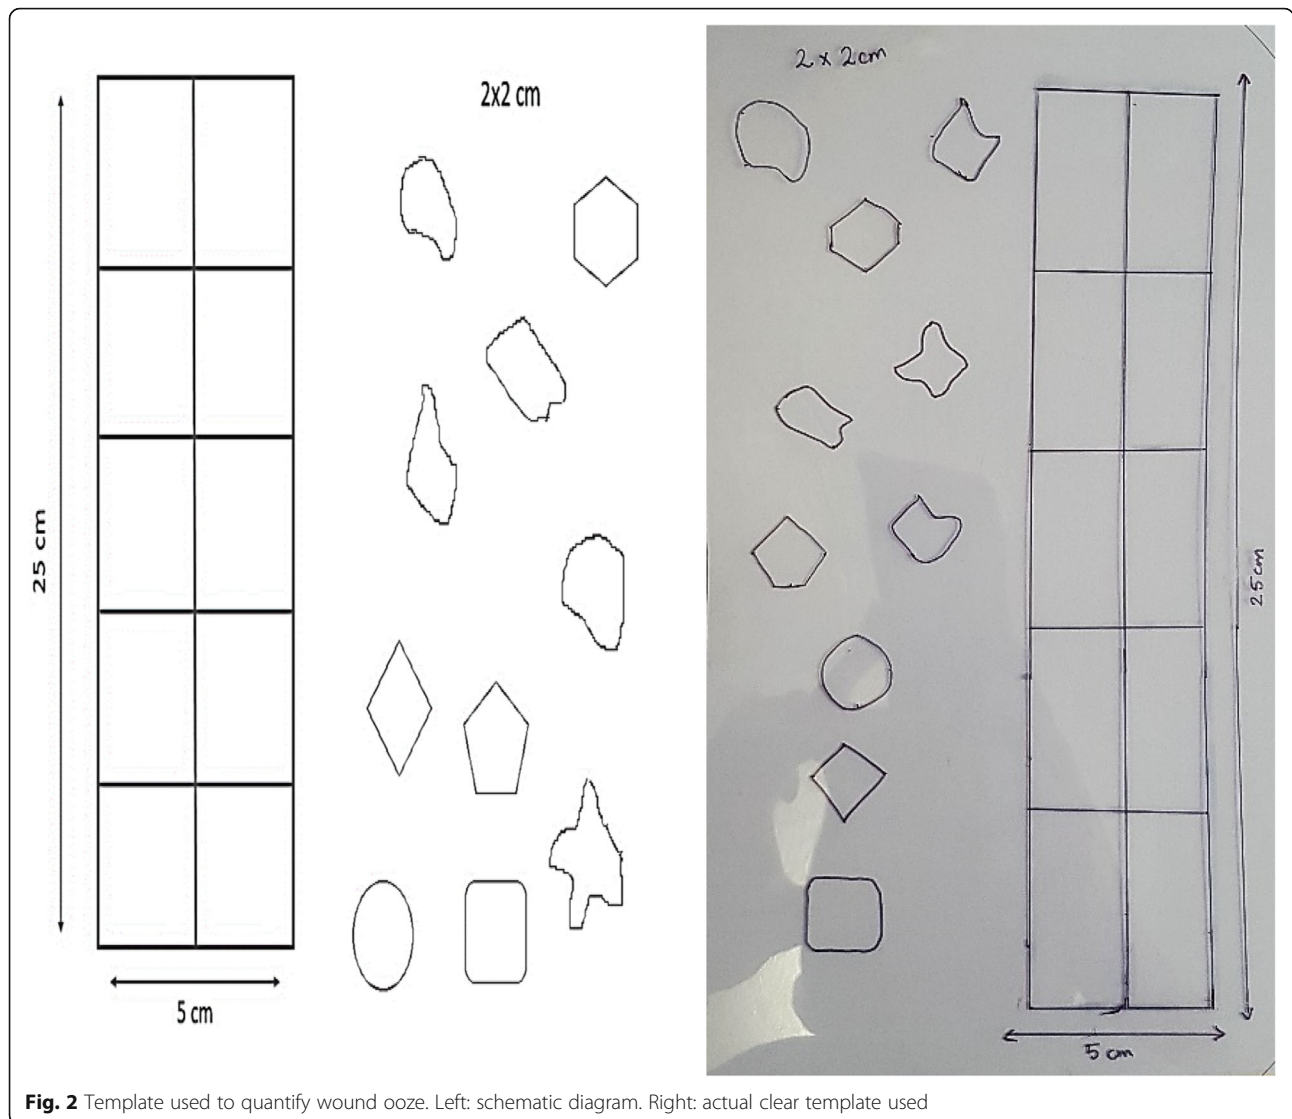 2x2 cm
25 cm
5 cm
2 x 2cm
25cm
5 cm
Fig. 2 Template used to quantify wound ooze. Left: schematic diagram. Right: actual clear template used